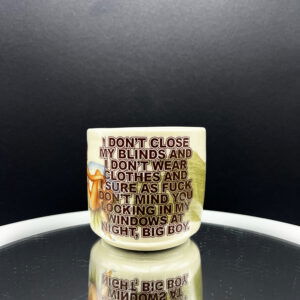 I DON'T CLOSE
MY BLINDS AND
I DON'T WEAR
CLOTHES AND
I SURE AS FUCK
DON'T MIND YOU
LOOKING IN MY
WINDOWS AT
NIGHT, BIG BOY.